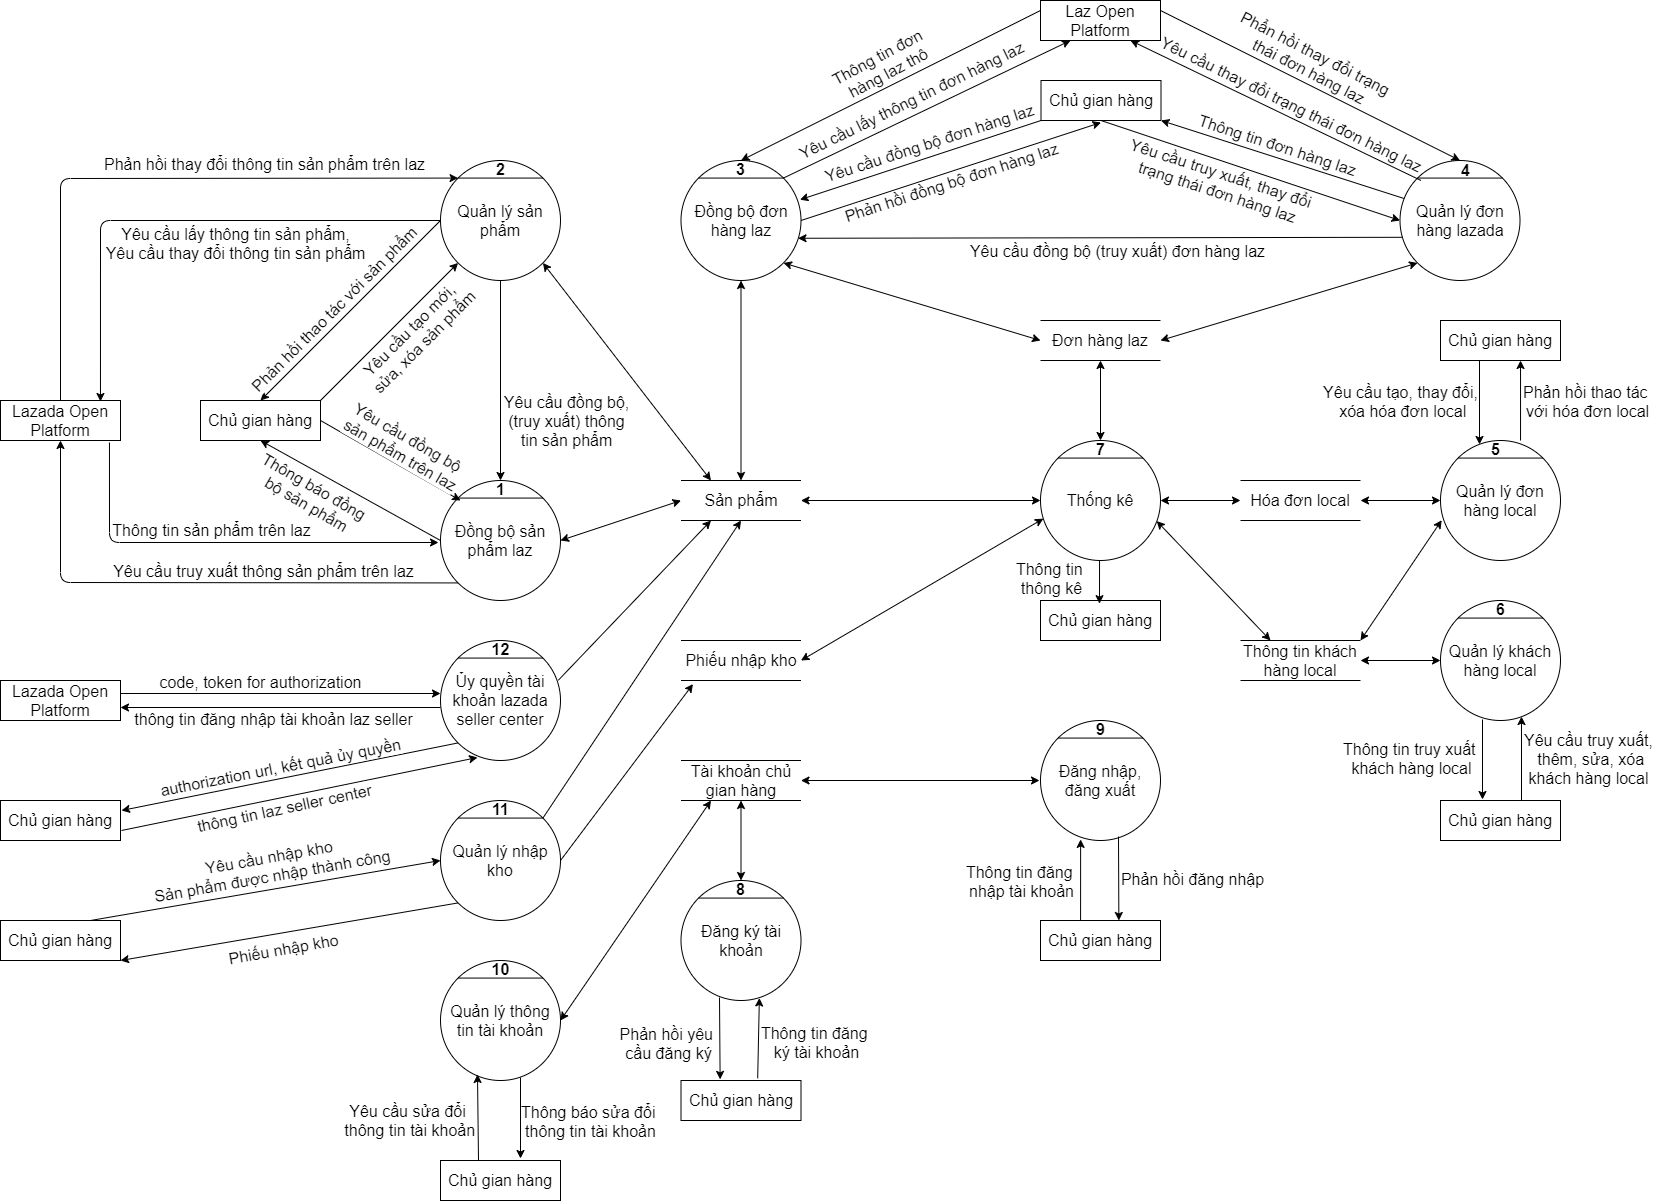 Laz Open
Platform
Thông tin đơn
hàng laz thô
Yêu cầu lấy thông tin đơn hàng laz
Phản hồi thay đổi trạng
thái đơn hàng laz
Yêu cầu thay đổi trạng thái đơn hàng laz
Chủ gian hàng
Yêu cầu đồng bộ đơn hàng laz
Phản hồi đồng bộ đơn hàng laz
Thông tin đơn hàng laz
Yêu cầu truy xuất, thay đổi
trạng thái đơn hàng laz
3
Đồng bộ đơn
hàng laz
4
Quản lý đơn
hàng lazada
Yêu cầu đồng bộ (truy xuất) đơn hàng laz
Phản hồi thay đổi thông tin sản phẩm trên laz
2
Quản lý sản
phẩm
Yêu cầu lấy thông tin sản phẩm,
Yêu cầu thay đổi thông tin sản phẩm
Phản hồi thao tác với sản phẩm
Yêu cầu tạo mới,
sửa, xóa sản phẩm
Lazada Open
Platform
Chủ gian hàng
Yêu cầu đồng bộ
sản phẩm trên laz
Thông báo đồng
bộ sản phẩm
Yêu cầu đồng bộ,
(truy xuất) thông
tin sản phẩm
Thông tin sản phẩm trên laz
Yêu cầu truy xuất thông sản phẩm trên laz
1
Đồng bộ sản
phẩm laz
Đơn hàng laz
Sản phẩm
7
Thống kê
Thông tin
thông kê
Chủ gian hàng
Hóa đơn local
Chủ gian hàng
Yêu cầu tạo, thay đổi,
xóa hóa đơn local
Phản hồi thao tác
với hóa đơn local
5
Quản lý đơn
hàng local
Thông tin khách
hàng local
6
Quản lý khách
hàng local
Thông tin truy xuất
khách hàng local
Yêu cầu truy xuất,
thêm, sửa, xóa
khách hàng local
Chủ gian hàng
Phiếu nhập kho
Lazada Open
Platform
code, token for authorization
thông tin đăng nhập tài khoản laz seller
12
Ủy quyền tài
khoản lazada
seller center
authorization url, kết quả ủy quyền
thông tin laz seller center
Chủ gian hàng
11
Quản lý nhập
kho
Yêu cầu nhập kho
Sản phẩm được nhập thành công
Chủ gian hàng
Phiếu nhập kho
Tài khoản chủ
gian hàng
9
Đăng nhập,
đăng xuất
Thông tin đăng
nhập tài khoản
Phản hồi đăng nhập
Chủ gian hàng
8
Đăng ký tài
khoản
Phản hồi yêu
cầu đăng ký
Thông tin đăng
ký tài khoản
Chủ gian hàng
10
Quản lý thông
tin tài khoản
Yêu cầu sửa đổi
thông tin tài khoản
Thông báo sửa đổi
thông tin tài khoản
Chủ gian hàng